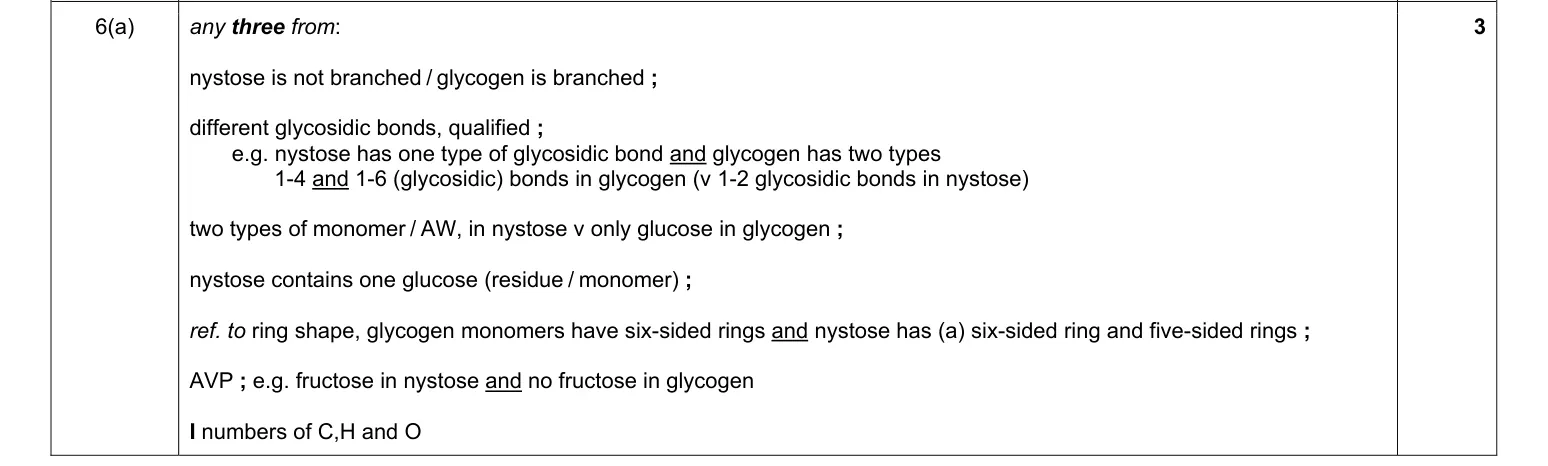 6(a) any three from: 3
nystose is not branched / glycogen is branched ;
different glycosidic bonds, qualified ;
e.g. nystose has one type of glycosidic bond and glycogen has two types
1-4 and 1-6 (glycosidic) bonds in glycogen (v 1-2 glycosidic bonds in nystose)
two types of monomer / AW, in nystose v only glucose in glycogen ;
nystose contains one glucose (residue / monomer) ;
ref. to ring shape, glycogen monomers have six-sided rings and nystose has (a) six-sided ring and five-sided rings ;
AVP ; e.g. fructose in nystose and no fructose in glycogen
I numbers of C,H and O